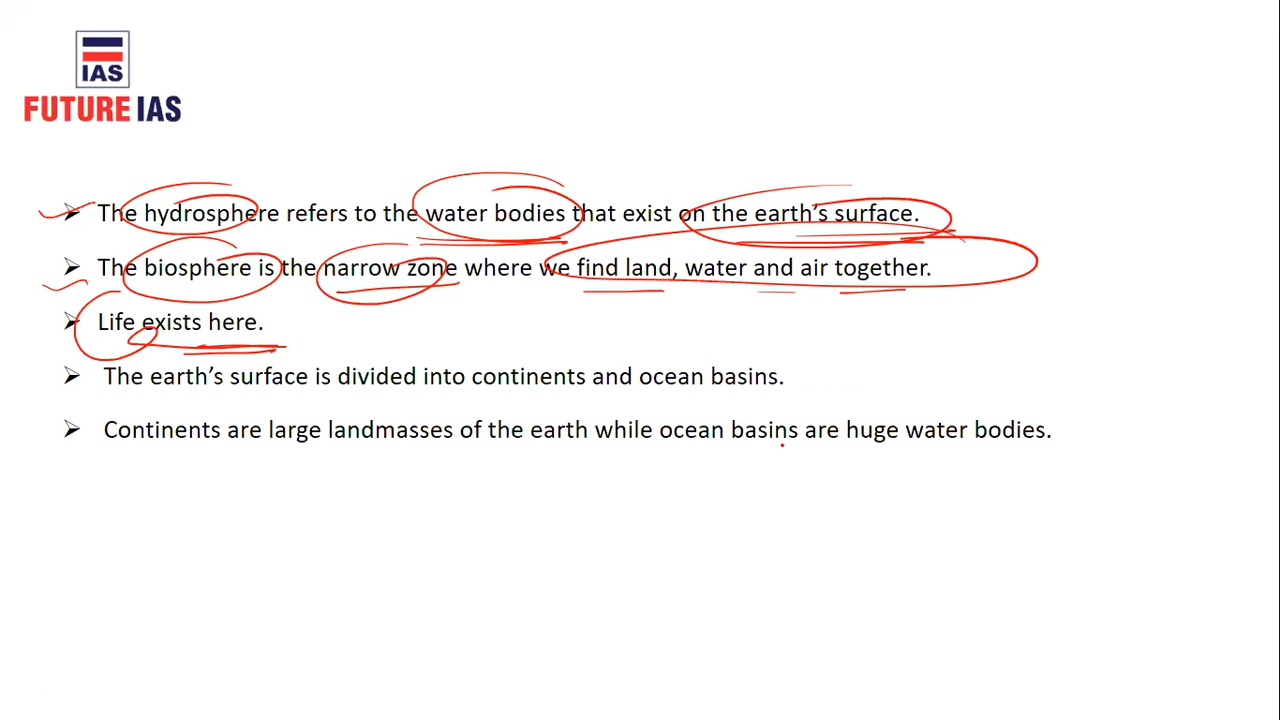 IAS
FUTURE IAS
➢ The hydrosphere refers to the water bodies that exist on the earth’s surface.
➢ The biosphere is the narrow zone where we find land, water and air together.
➢ Life exists here.
➢ The earth’s surface is divided into continents and ocean basins.
➢ Continents are large landmasses of the earth while ocean basins are huge water bodies.